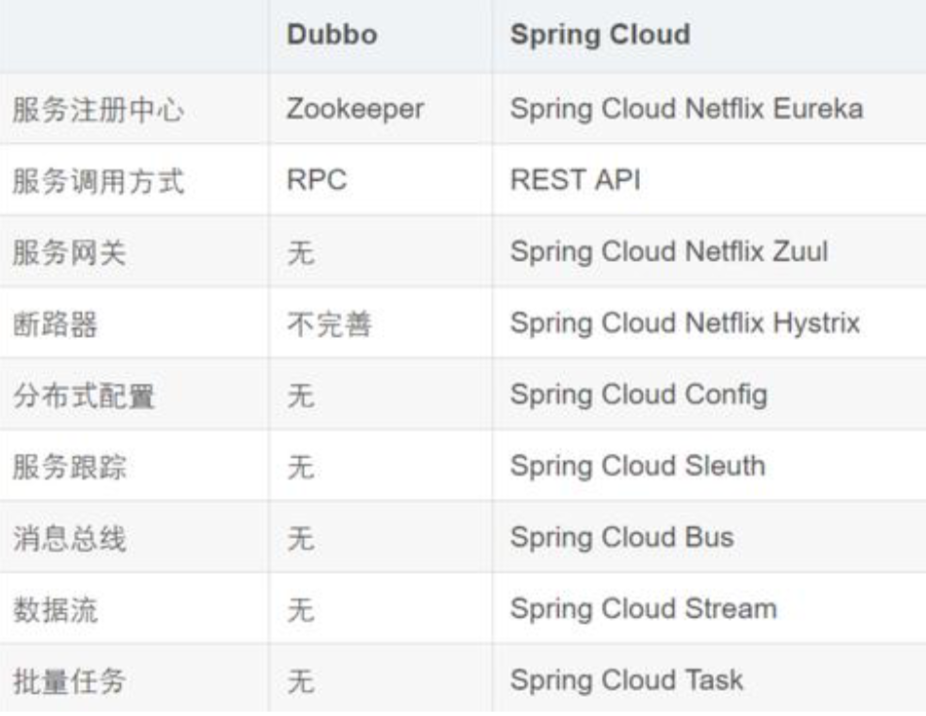 Dubbo Spring Cloud
服务注册中心 Zookeeper Spring Cloud Netflix Eureka
服务调用方式 RPC REST API
服务网关 无 Spring Cloud Netflix Zuul
断路器 不完善 Spring Cloud Netflix Hystrix
分布式配置 无 Spring Cloud Config
服务跟踪 无 Spring Cloud Sleuth
消息总线 无 Spring Cloud Bus
数据流 无 Spring Cloud Stream
批量任务 无 Spring Cloud Task